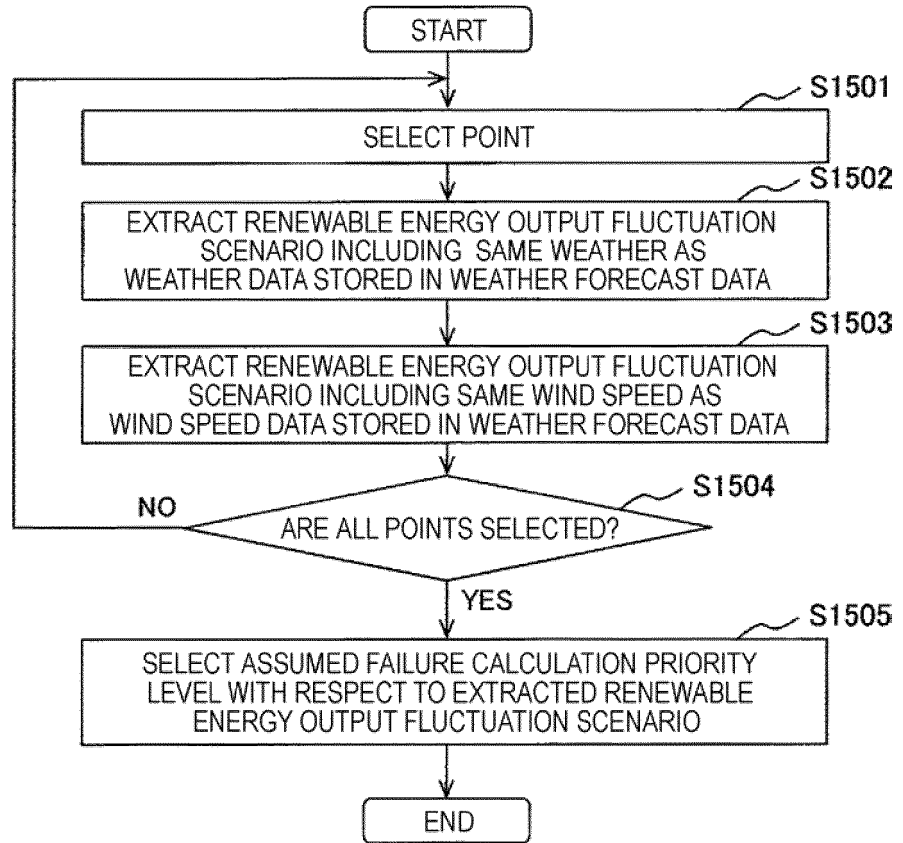 START
S1501
SELECT POINT
S1502
EXTRACT RENEWABLE ENERGY OUTPUT FLUCTUATION
SCENARIO INCLUDING SAME WEATHER AS
WEATHER DATA STORED IN WEATHER FORECAST DATA
S1503
EXTRACT RENEWABLE ENERGY OUTPUT FLUCTUATION
SCENARIO INCLUDING SAME WIND SPEED AS
WIND SPEED DATA STORED IN WEATHER FORECAST DATA
S1504
NO
ARE ALL POINTS SELECTED?
YES
S1505
SELECT ASSUMED FAILURE CALCULATION PRIORITY
LEVEL WITH RESPECT TO EXTRACTED RENEWABLE
ENERGY OUTPUT FLUCTUATION SCENARIO
END